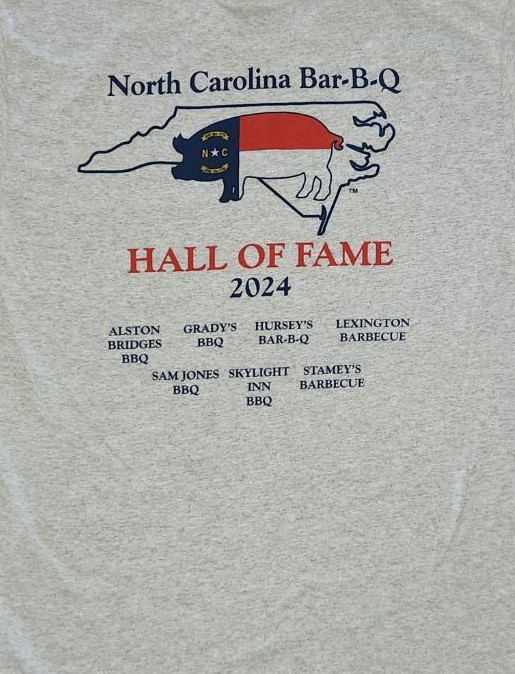 North Carolina Bar-B-Q
N★C
TM
HALL OF FAME
2024
ALSTON BRIDGES BBQ
GRADY'S BBQ
HURSEY'S BAR-B-Q
LEXINGTON BARBECUE
SAM JONES BBQ
SKYLIGHT INN BBQ
STAMEY'S BARBECUE